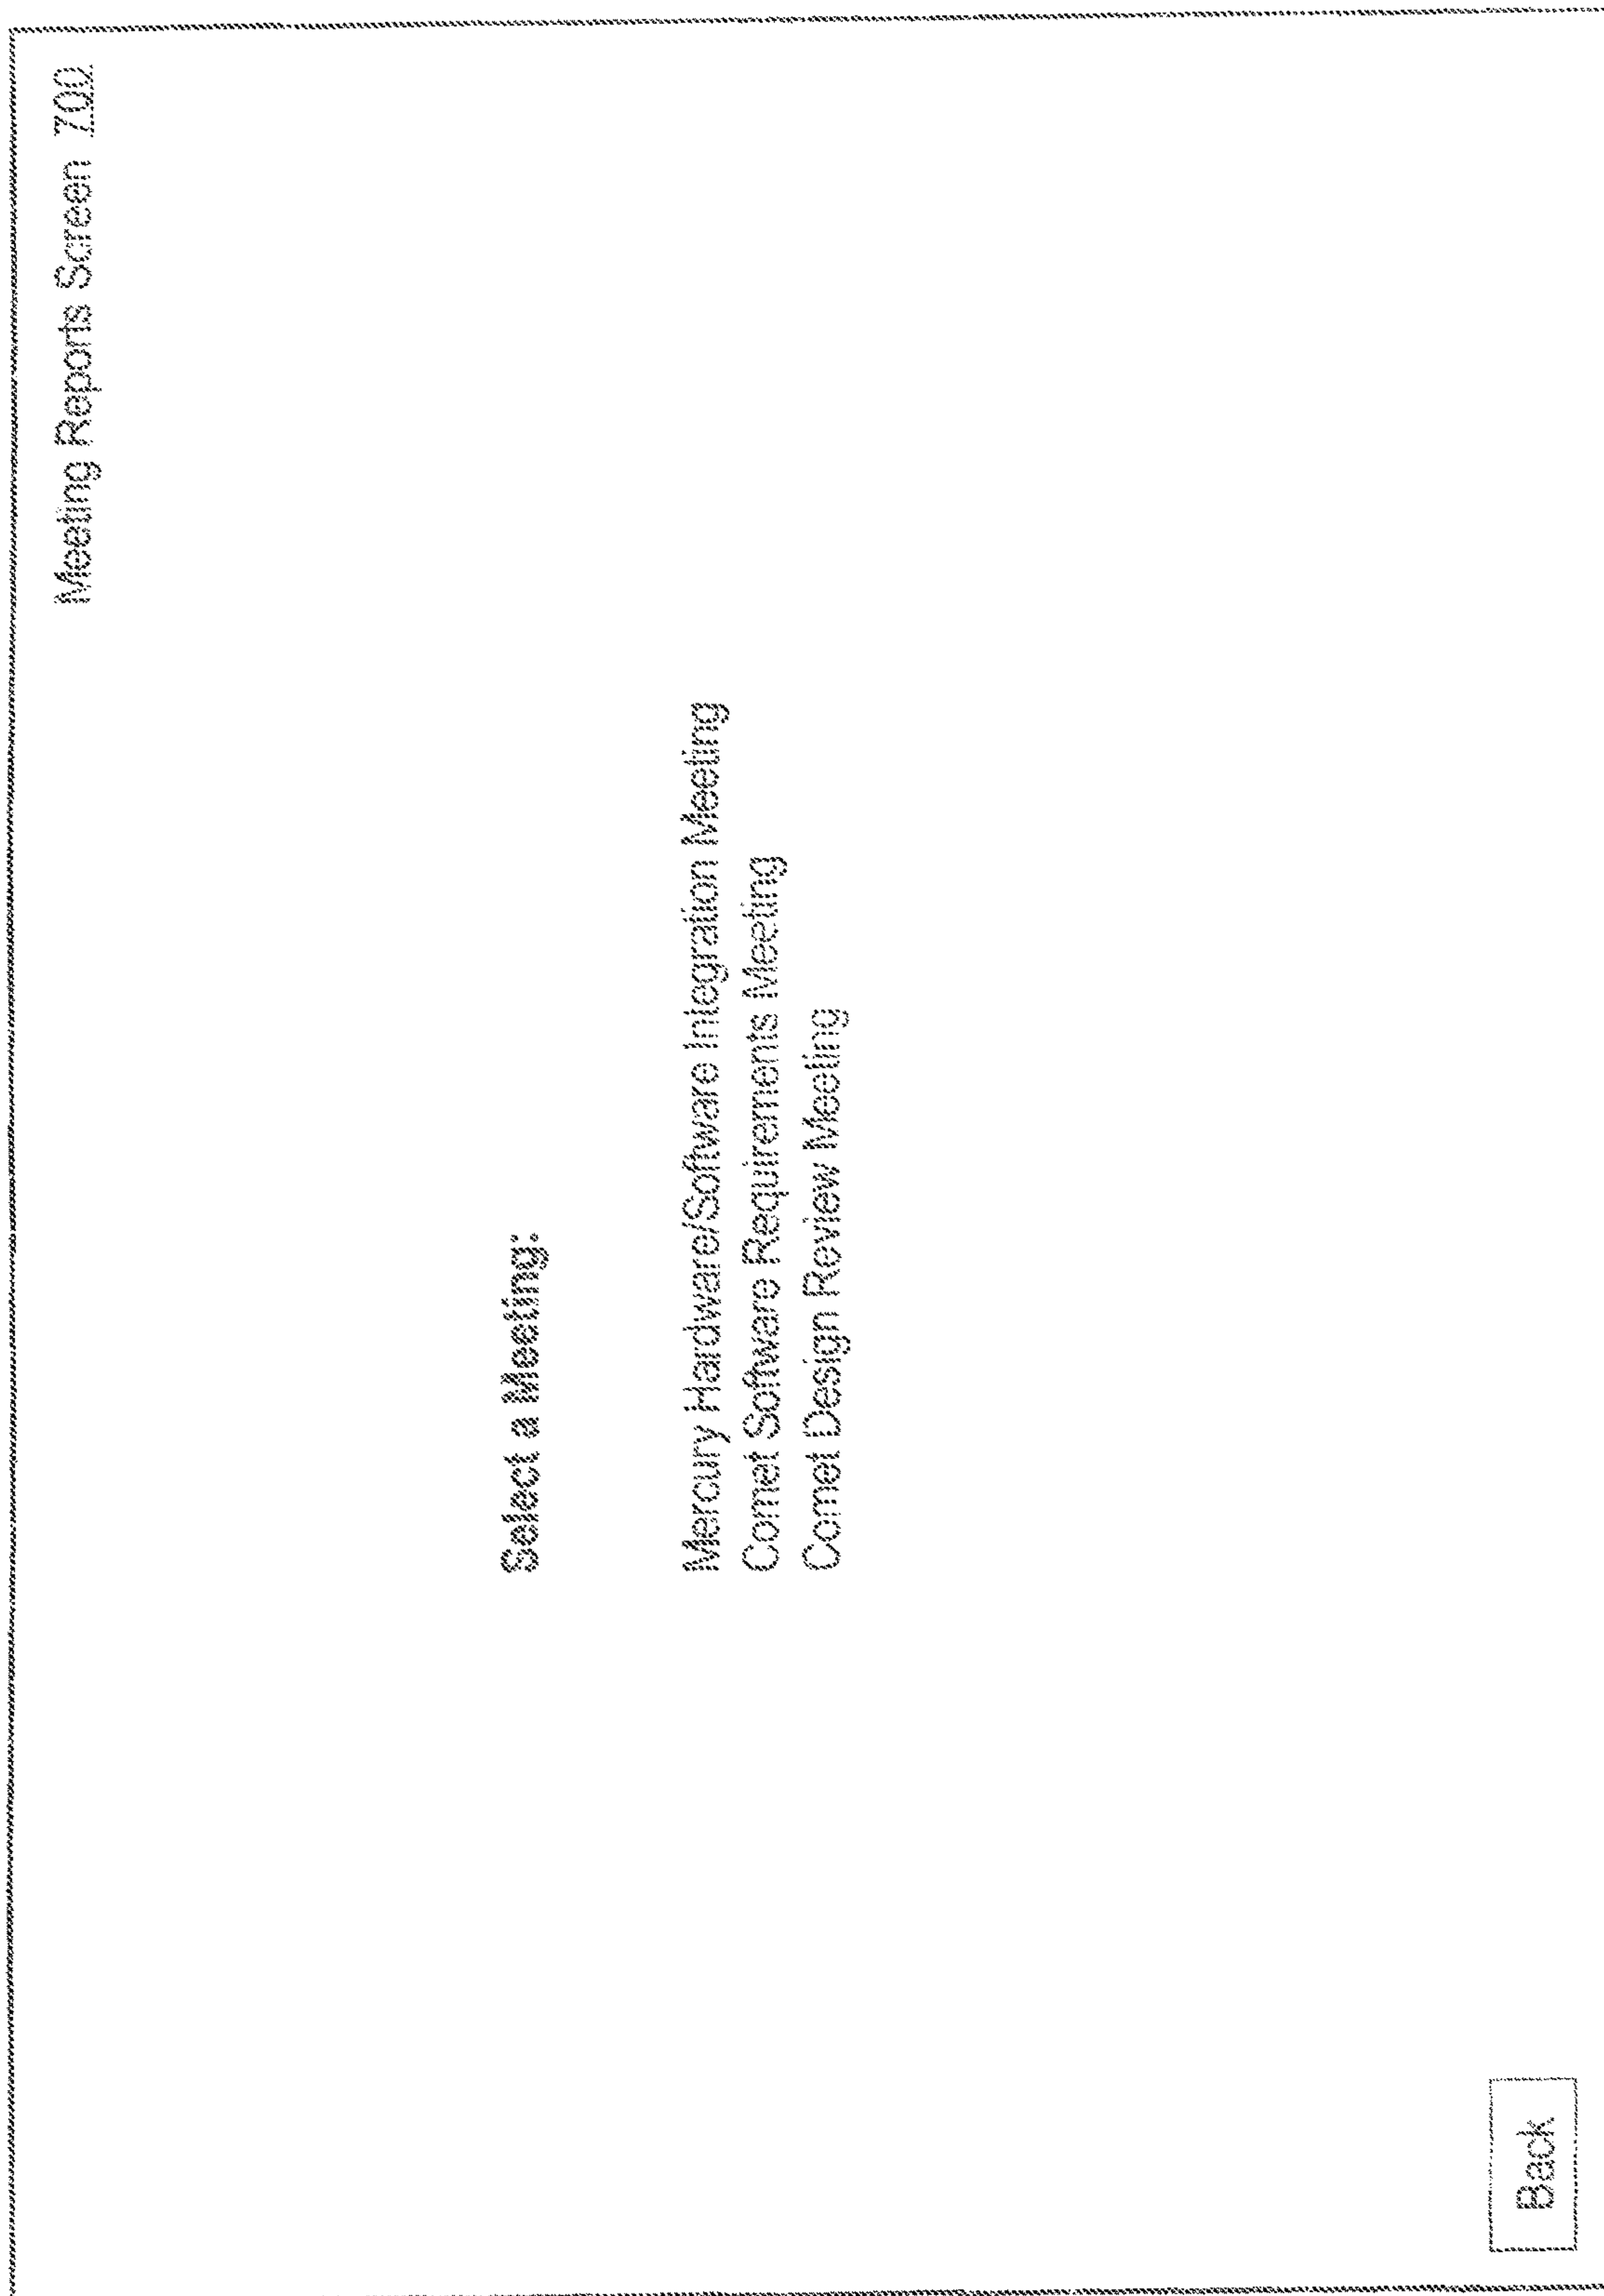 Meeting Reports Screen 700
Select a Meeting:
Mercury Hardware/Software Integration Meeting
Comet Software Requirements Meeting
Comet Design Review Meeting
Back